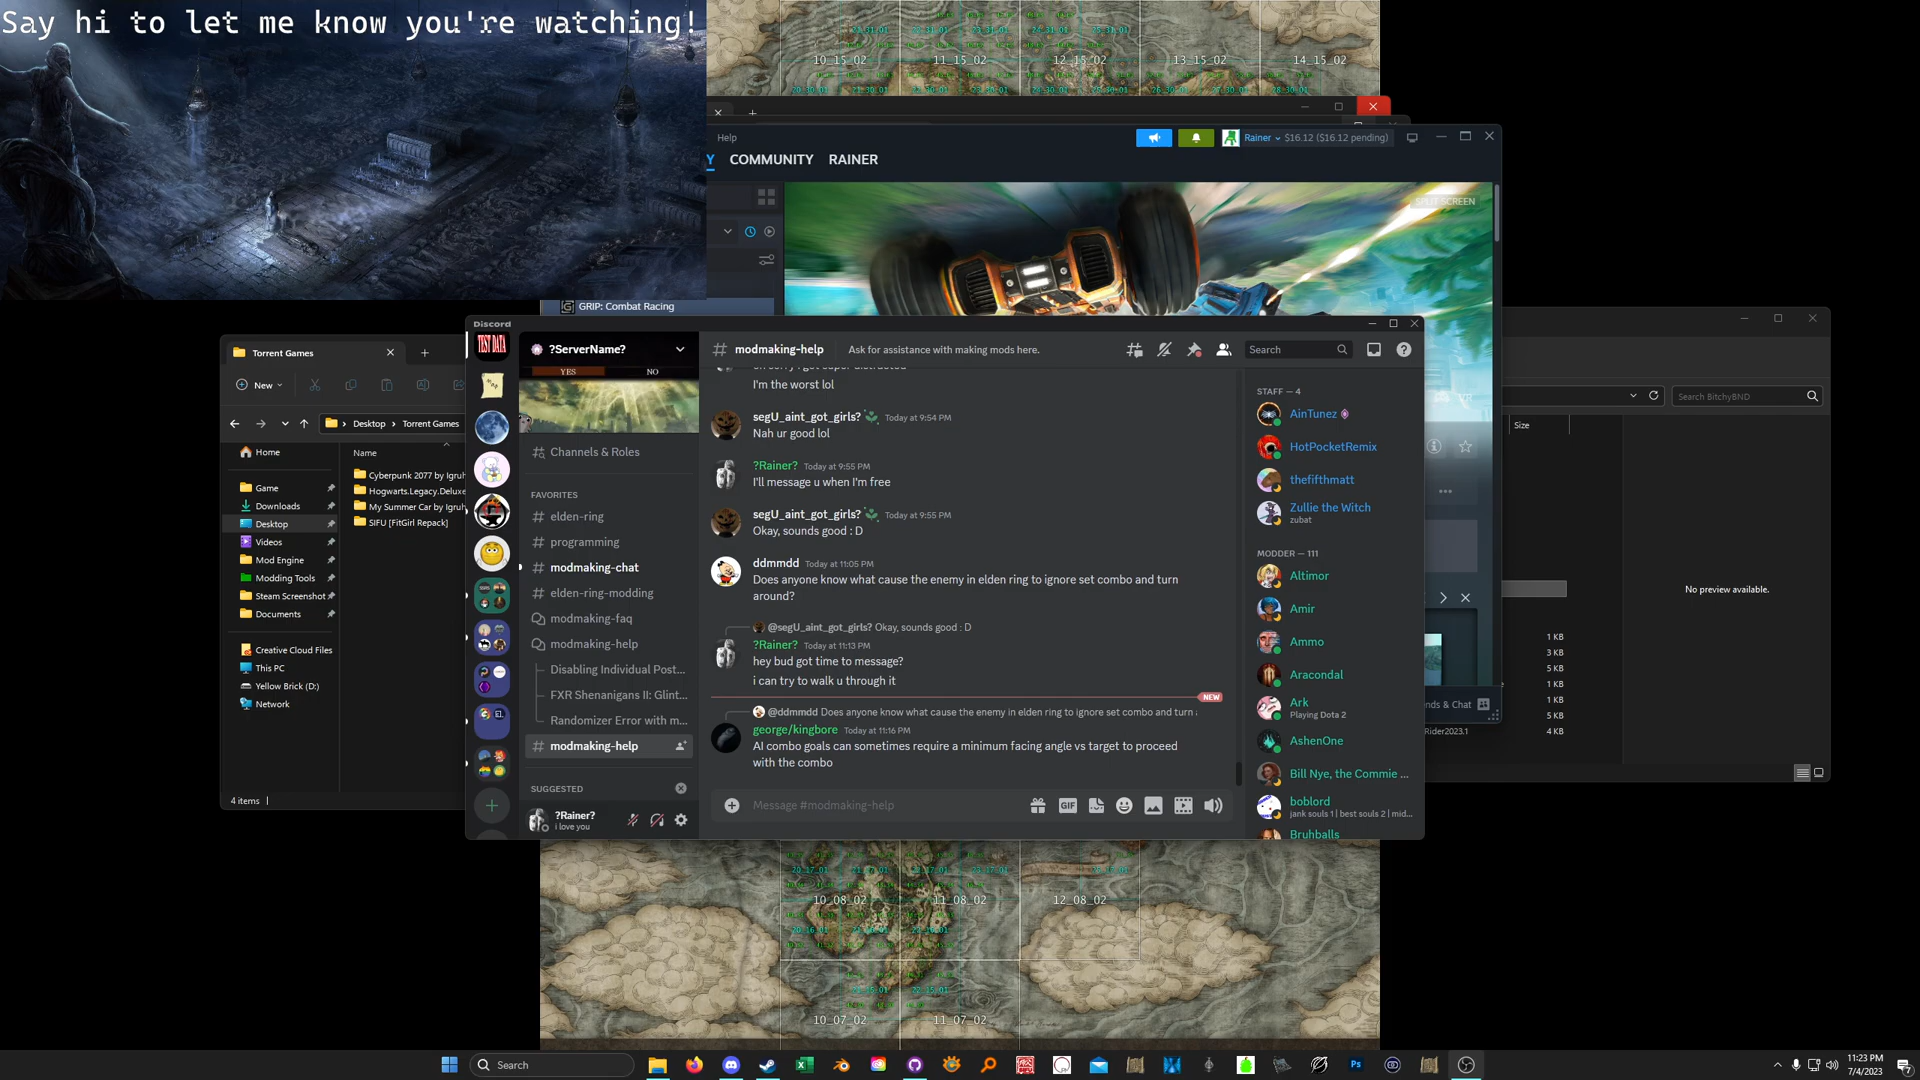 Say hi to let me know you're watching!
10_15_02
11_15_02
12_15_02
13_15_02
14_15_02
Help
Rainer
$16.12 ($16.12 pending)
COMMUNITY
RAINER
SPLIT SCREEN
GRIP: Combat Racing
Torrent Games
New
Desktop
Torrent Games
Home
Game
Downloads
Desktop
Videos
Mod Engine
Modding Tools
Steam Screenshot
Documents
Creative Cloud Files
This PC
Yellow Brick (D:)
Network
Name
Cyberpunk 2077 by Igruh
Hogwarts.Legacy.Deluxe
My Summer Car by Igruh
SIFU [FitGirl Repack]
4 items
Discord
TEST DATA
?ServerName?
YES
NO
Channels & Roles
FAVORITES
elden-ring
programming
modmaking-chat
elden-ring-modding
modmaking-faq
modmaking-help
Disabling Individual Post...
FXR Shenanigans II: Glint...
Randomizer Error with m...
modmaking-help
SUGGESTED
?Rainer?
i love you
modmaking-help
Ask for assistance with making mods here.
Search
I'm the worst lol
segU_aint_got_girls?
Today at 9:54 PM
Nah ur good lol
?Rainer?
Today at 9:55 PM
I'll message u when I'm free
segU_aint_got_girls?
Today at 9:55 PM
Okay, sounds good : D
ddmmdd
Today at 11:05 PM
Does anyone know what cause the enemy in elden ring to ignore set combo and turn
around?
@segU_aint_got_girls? Okay, sounds good : D
?Rainer?
Today at 11:13 PM
hey bud got time to message?
i can try to walk u through it
NEW
@ddmmdd Does anyone know what cause the enemy in elden ring to ignore set combo and turn
george/kingbore
Today at 11:16 PM
AI combo goals can sometimes require a minimum facing angle vs target to proceed
with the combo
Message #modmaking-help
GIF
STAFF — 4
AinTunez
HotPocketRemix
thefifthmatt
Zullie the Witch
zubat
MODDER — 111
Altimor
Amir
Ammo
Aracondal
Ark
Playing Dota 2
AshenOne
Bill Nye, the Commie ...
boblord
jank souls 1 | best souls 2 | mid...
Bruhballs
VR
Search BitchyBND
Size
No preview available.
1 KB
3 KB
5 KB
1 KB
1 KB
5 KB
4 KB
nds & Chat
Rider2023.1
10_08_02
11_08_02
12_08_02
10_07_02
11_07_02
Search
Ps
11:23 PM
7/4/2023